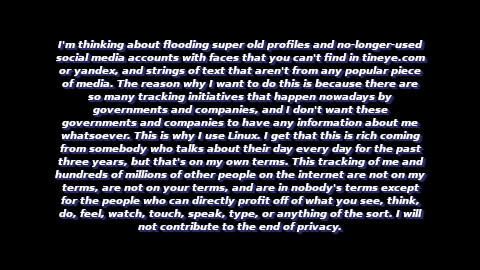 I'm thinking about flooding super old profiles and no-longer-used
social media accounts with faces that you can't find in tineye.com
or yandex, and strings of text that aren't from any popular piece
of media. The reason why I want to do this is because there are
so many tracking initiatives that happen nowadays by
governments and companies, and I don't want these
governments and companies to have any information about me
whatsoever. This is why I use Linux. I get that this is rich coming
from somebody who talks about their day every day for the past
three years, but that's on my own terms. This tracking of me and
hundreds of millions of other people on the internet are not on my
terms, are not on your terms, and are in nobody's terms except
for the people who can directly profit off of what you see, think,
do, feel, watch, touch, speak, type, or anything of the sort. I will
not contribute to the end of privacy.